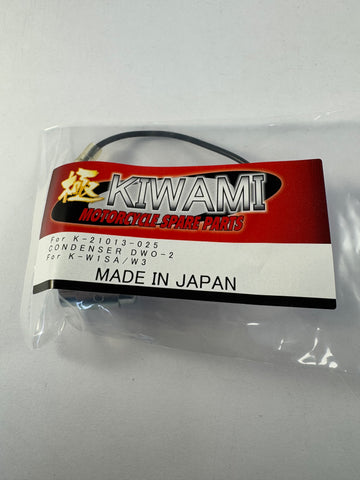 極 KIWAMI
MOTORCYCLE SPARE PARTS
For K-21013-025
CONDENSER DWO-2
For K-W1SA/W3
MADE IN JAPAN